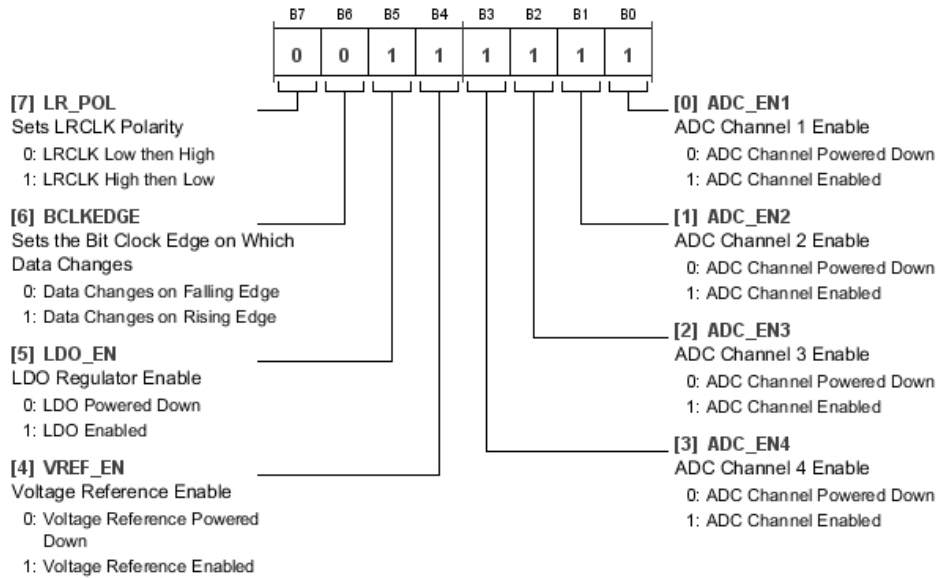 B7 B6 B5 B4 B3 B2 B1 B0
0 0 1 1 1 1 1 1
[7] LR_POL
Sets LRCLK Polarity
0: LRCLK Low then High
1: LRCLK High then Low
[6] BCLKEDGE
Sets the Bit Clock Edge on Which
Data Changes
0: Data Changes on Falling Edge
1: Data Changes on Rising Edge
[5] LDO_EN
LDO Regulator Enable
0: LDO Powered Down
1: LDO Enabled
[4] VREF_EN
Voltage Reference Enable
0: Voltage Reference Powered
Down
1: Voltage Reference Enabled
[0] ADC_EN1
ADC Channel 1 Enable
0: ADC Channel Powered Down
1: ADC Channel Enabled
[1] ADC_EN2
ADC Channel 2 Enable
0: ADC Channel Powered Down
1: ADC Channel Enabled
[2] ADC_EN3
ADC Channel 3 Enable
0: ADC Channel Powered Down
1: ADC Channel Enabled
[3] ADC_EN4
ADC Channel 4 Enable
0: ADC Channel Powered Down
1: ADC Channel Enabled